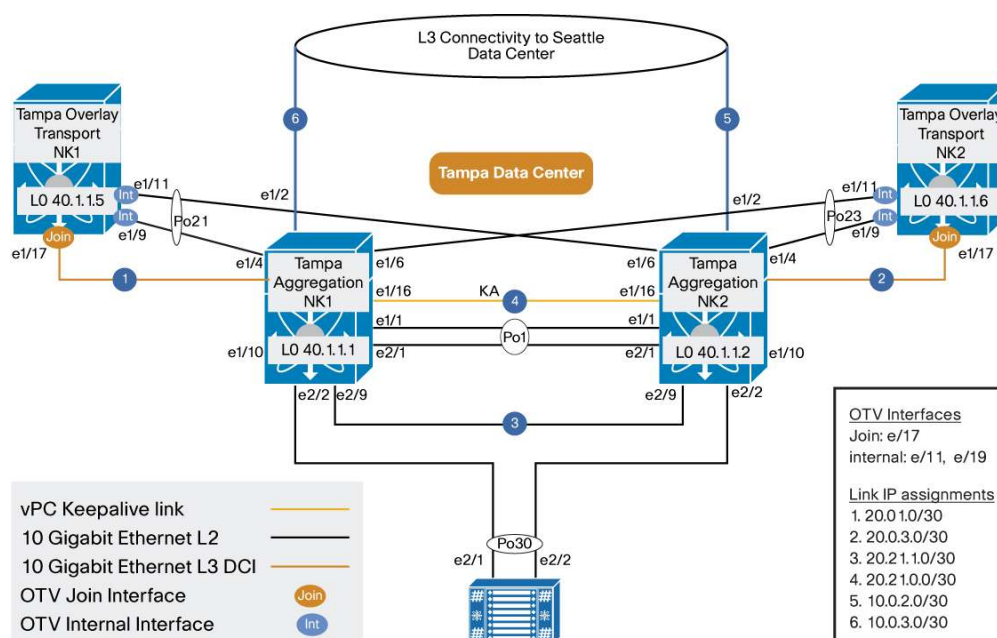 L3 Connectivity to Seattle
Data Center
6
5
Tampa Overlay
Transport
NK1
L0 40.1.1.5
Int
Int
Join
e1/11
e1/9
e1/17
Po21
Tampa Data Center
Tampa Overlay
Transport
NK2
L0 40.1.1.6
Int
Int
Join
e1/11
e1/9
e1/17
Po23
e1/2
e1/2
e1/4
e1/6
e1/6
e1/4
1
2
Tampa
Aggregation
NK1
L0 40.1.1.1
Tampa
Aggregation
NK2
L0 40.1.1.2
e1/16
KA
4
e1/16
e1/1
Po1
e1/1
e2/1
e2/1
e1/10
e1/10
e2/2
e2/9
e2/9
e2/2
3
Po30
e2/1
e2/2
vPC Keepalive link
10 Gigabit Ethernet L2
10 Gigabit Ethernet L3 DCI
OTV Join Interface
Join
OTV Internal Interface
Int
OTV Interfaces
Join: e/17
internal: e/11, e/19
Link IP assignments
1. 20.01.0/30
2. 20.0.3.0/30
3. 20.21.1.0/30
4. 20.21.0.0/30
5. 10.0.2.0/30
6. 10.0.3.0/30